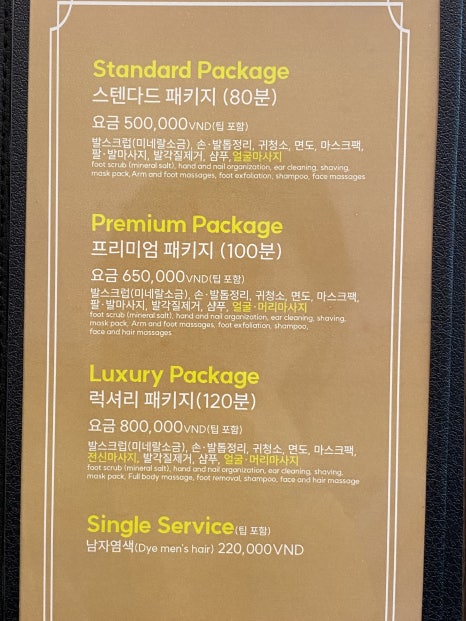 Standard Package
스텐다드 패키지 (80분)
요금 500,000VND(팁 포함)
발스크럽(미네랄소금), 손·발톱정리, 귀청소, 면도, 마스크팩,
팔·발마사지, 발각질제거, 샴푸, 얼굴마사지
foot scrub (mineral salt), hand and nail organization, ear cleaning, shaving,
mask pack, Arm and foot massages, foot exfoliation, shampoo, face massages
Premium Package
프리미엄 패키지 (100분)
요금 650,000VND(팁 포함)
발스크럽(미네랄소금), 손·발톱정리, 귀청소, 면도, 마스크팩,
팔·발마사지, 발각질제거, 샴푸, 얼굴·머리마사지
foot scrub (mineral salt), hand and nail organization, ear cleaning, shaving,
mask pack, Arm and foot massages, foot exfoliation, shampoo,
face and hair massages
Luxury Package
럭셔리 패키지(120분)
요금 800,000VND(팁 포함)
발스크럽(미네랄소금), 손·발톱정리, 귀청소, 면도, 마스크팩,
전신마사지, 발각질제거, 샴푸, 얼굴·머리마사지
foot scrub (mineral salt), hand and nail organization, ear cleaning, shaving,
mask pack, Full body massage, foot removal, shampoo, face and hair massage
Single Service(팁 포함)
남자염색(Dye men's hair) 220,000VND